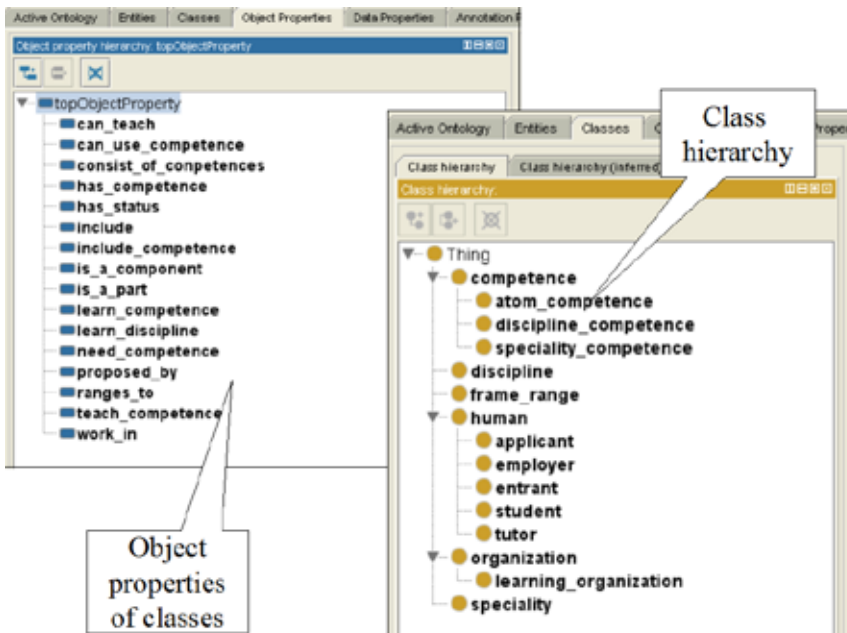 Active Ontology Entities Classes Object Properties Data Properties Annotation P
Object property hierarchy: topObjectProperty
topObjectProperty
can_teach
can_use_competence
consist_of_conpetences
has_competence
has_status
include
include_competence
is_a_component
is_a_part
learn_competence
learn_discipline
need_competence
proposed_by
ranges_to
teach_competence
work_in
Object
properties
of classes
Active Ontology Entities Classes
Class
hierarchy
Class hierarchy Class hierarchy (inferred)
Class hierarchy:
Thing
competence
atom_competence
discipline_competence
speciality_competence
discipline
frame_range
human
applicant
employer
entrant
student
tutor
organization
learning_organization
speciality